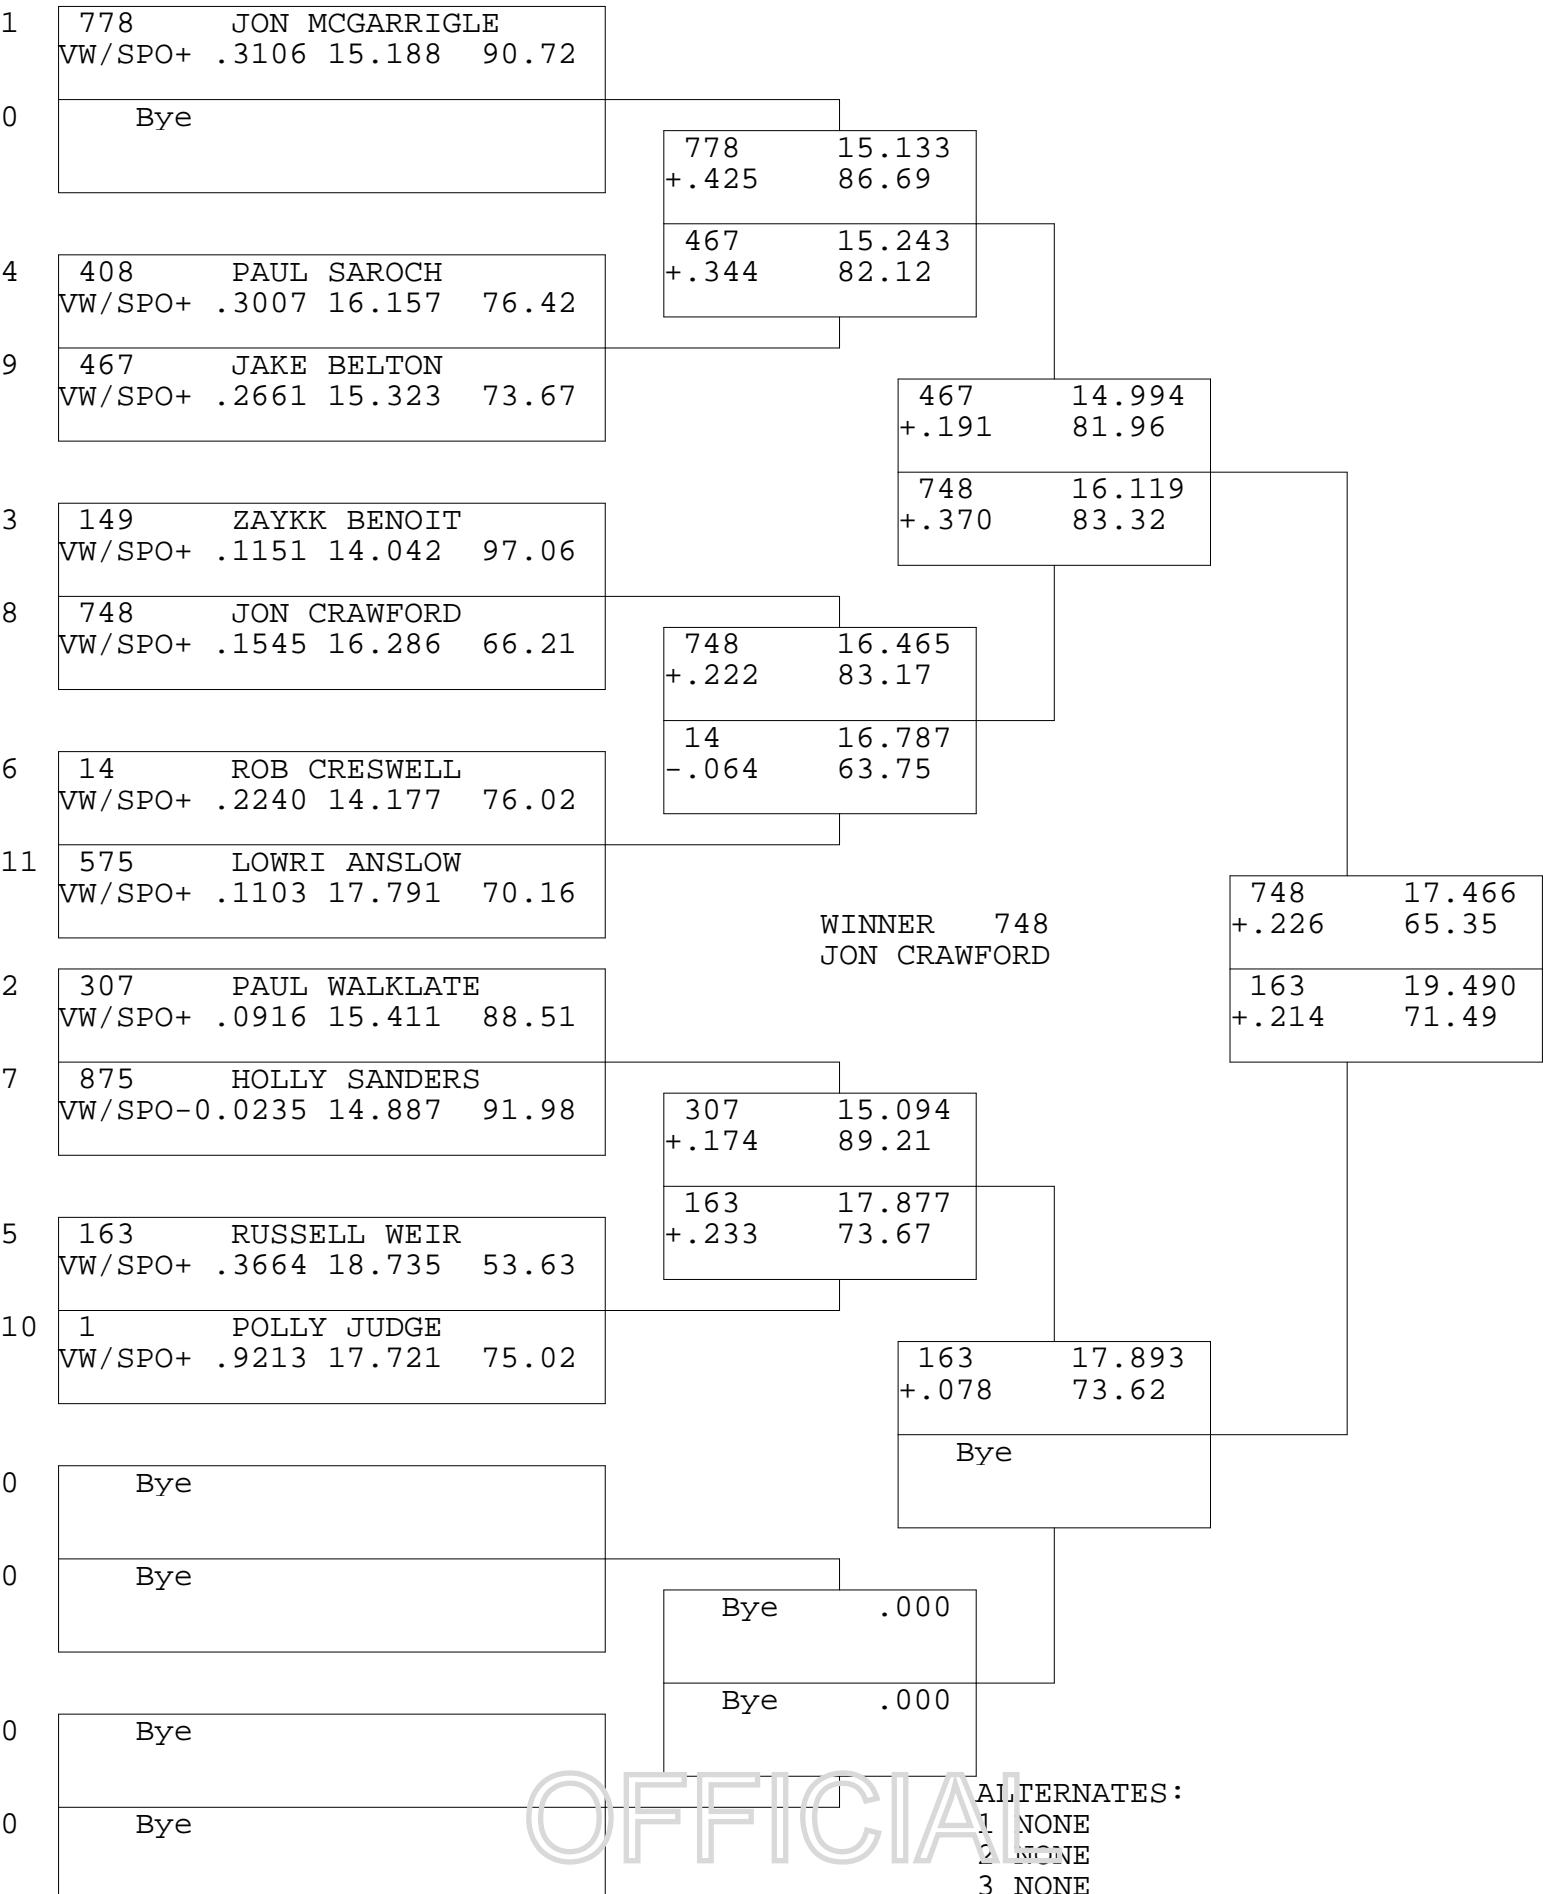 1 778 JON MCGARRIGLE
VW/SPO+ .3106 15.188 90.72
0 Bye
4 408 PAUL SAROCH
VW/SPO+ .3007 16.157 76.42
9 467 JAKE BELTON
VW/SPO+ .2661 15.323 73.67
3 149 ZAYKK BENOIT
VW/SPO+ .1151 14.042 97.06
8 748 JON CRAWFORD
VW/SPO+ .1545 16.286 66.21
6 14 ROB CRESWELL
VW/SPO+ .2240 14.177 76.02
11 575 LOWRI ANSLOW
VW/SPO+ .1103 17.791 70.16
2 307 PAUL WALKLATE
VW/SPO+ .0916 15.411 88.51
7 875 HOLLY SANDERS
VW/SPO-0.0235 14.887 91.98
5 163 RUSSELL WEIR
VW/SPO+ .3664 18.735 53.63
10 1 POLLY JUDGE
VW/SPO+ .9213 17.721 75.02
0 Bye
0 Bye
0 Bye
0 Bye
778 15.133
+.425 86.69
467 15.243
+.344 82.12
748 16.465
+.222 83.17
14 16.787
-.064 63.75
307 15.094
+.174 89.21
163 17.877
+.233 73.67
Bye .000
Bye .000
467 14.994
+.191 81.96
748 16.119
+.370 83.32
163 17.893
+.078 73.62
Bye
748 17.466
+.226 65.35
163 19.490
+.214 71.49
WINNER 748
JON CRAWFORD
OFFICIAL
ALTERNATES:
1 NONE
2 NONE
3 NONE